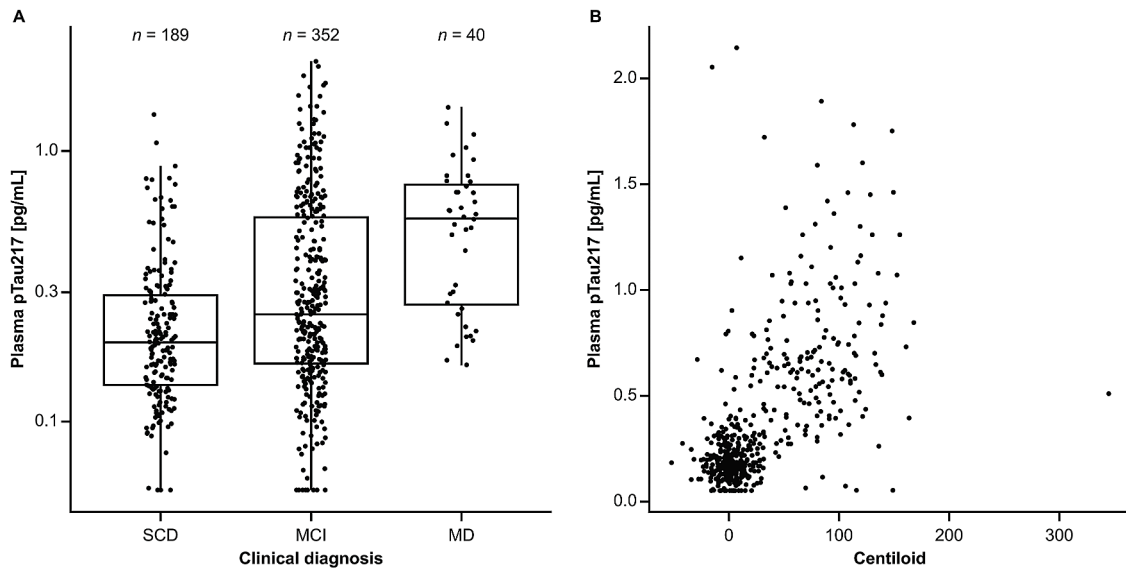 A
n = 189
n = 352
n = 40
Plasma pTau217 [pg/mL]
1.0
0.3
0.1
SCD
MCI
MD
Clinical diagnosis
B
Plasma pTau217 [pg/mL]
2.0
1.5
1.0
0.5
0.0
0
100
200
300
Centiloid